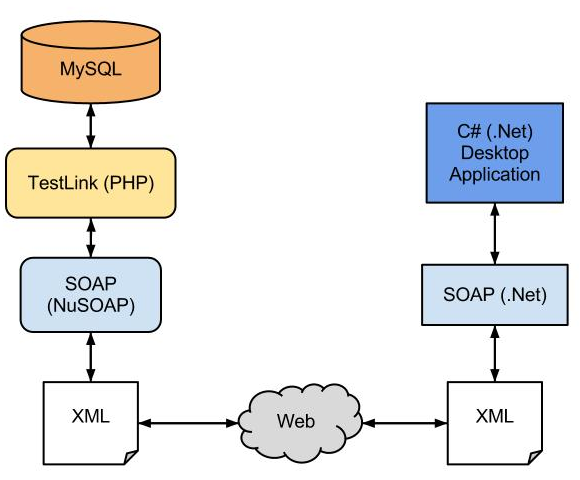 MySQL
TestLink (PHP)
SOAP
(NuSOAP)
XML
Web
C# (.Net)
Desktop
Application
SOAP (.Net)
XML